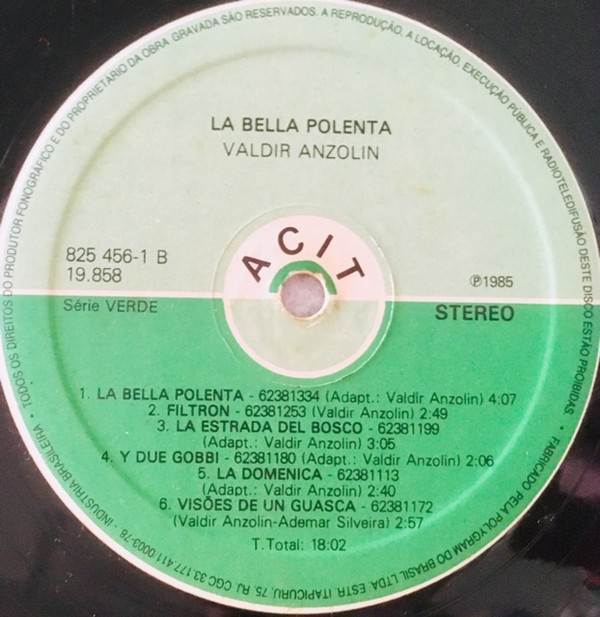 LA BELLA POLENTA
VALDIR ANZOLIN
ACIT
825 456-1 B
19.858
℗1985
Série VERDE
STEREO
1. LA BELLA POLENTA - 62381334 (Adapt.: Valdir Anzolin) 4:07
2. FILTRON - 62381253 (Valdir Anzolin) 2:49
3. LA ESTRADA DEL BOSCO - 62381199
(Adapt.: Valdir Anzolin) 3:05
4. Y DUE GOBBI - 62381180 (Adapt.: Valdir Anzolin) 2:06
5. LA DOMENICA - 62381113
(Adapt.: Valdir Anzolin) 2:40
6. VISÕES DE UN GUASCA - 62381172
(Valdir Anzolin-Ademar Silveira) 2:57
T.Total: 18:02
• TODOS OS DIREITOS DO PRODUTOR FONOGRÁFICO E DO PROPRIETÁRIO DA OBRA GRAVADA SÃO RESERVADOS. A REPRODUÇÃO, A LOCAÇÃO, EXECUÇÃO PÚBLICA E RADIOTELEDIFUSÃO DESTE DISCO ESTÃO PROIBIDAS. • FABRICADO PELA POLYGRAM DO BRASIL LTDA. ESTR. ITAPICURU, 75, RJ, CGC 33.177.411 0003-78 - INDÚSTRIA BRASILEIRA